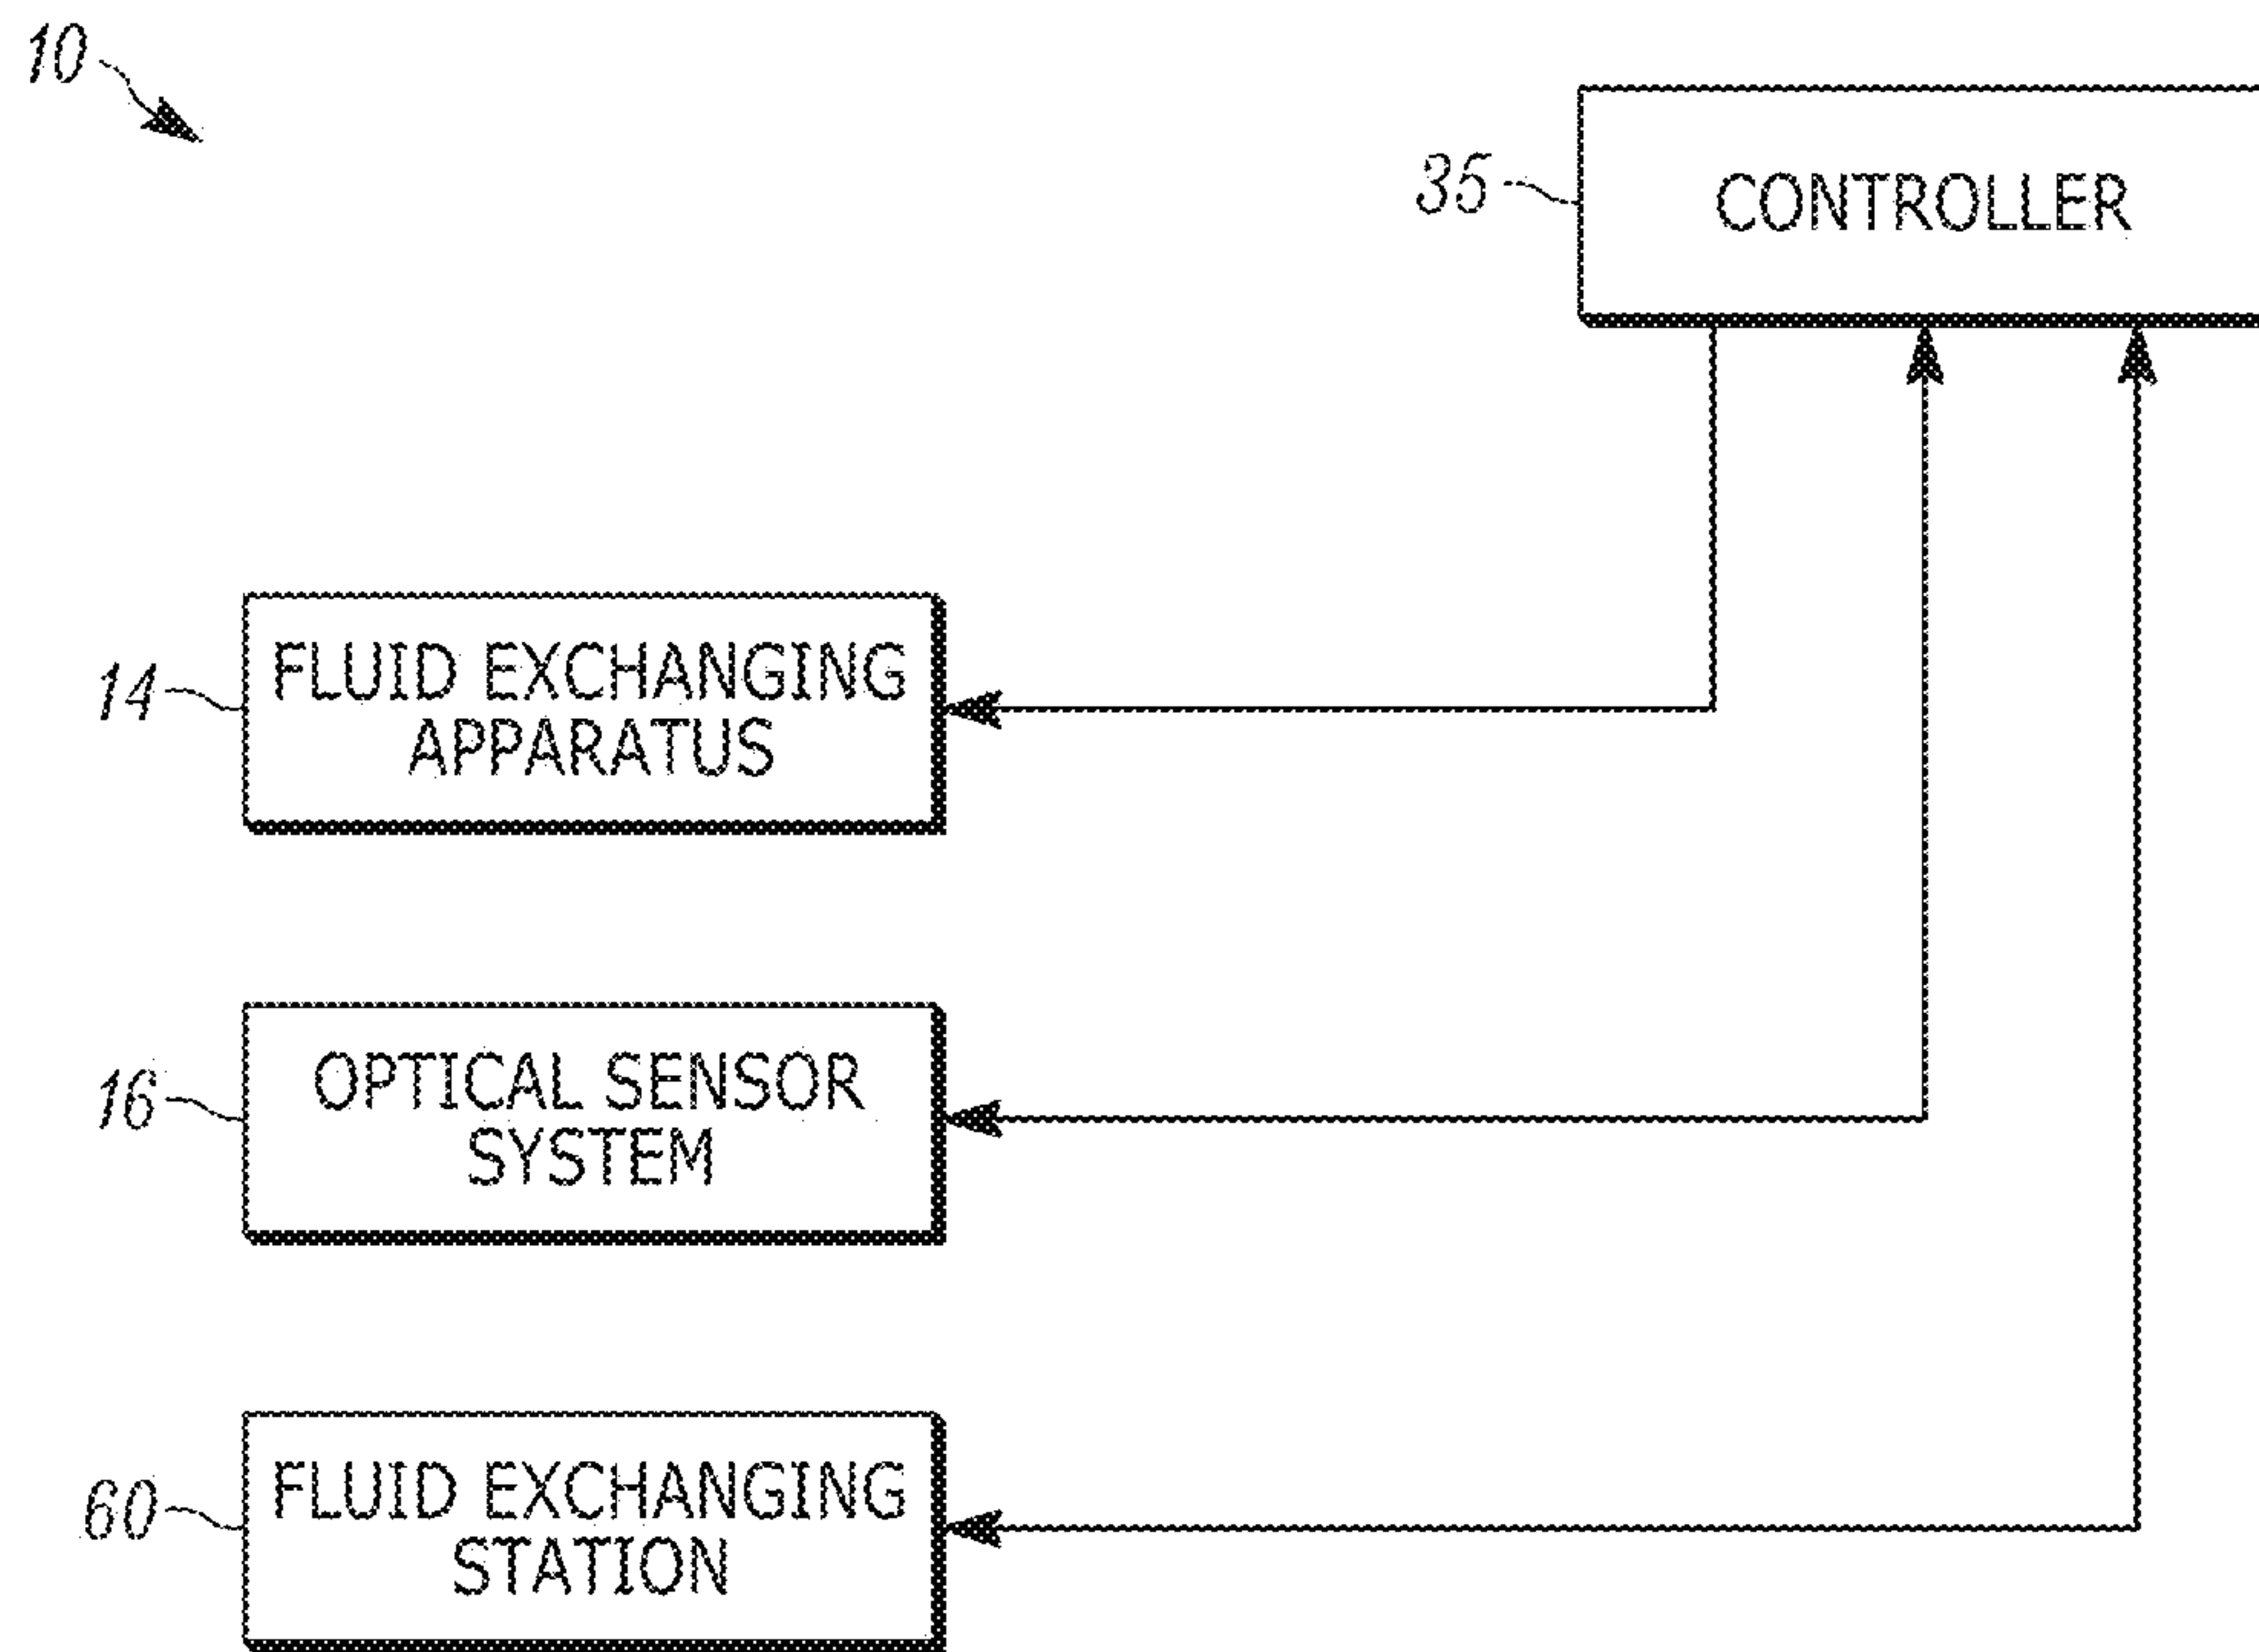 10
35
CONTROLLER
14
FLUID EXCHANGING
APPARATUS
16
OPTICAL SENSOR
SYSTEM
60
FLUID EXCHANGING
STATION